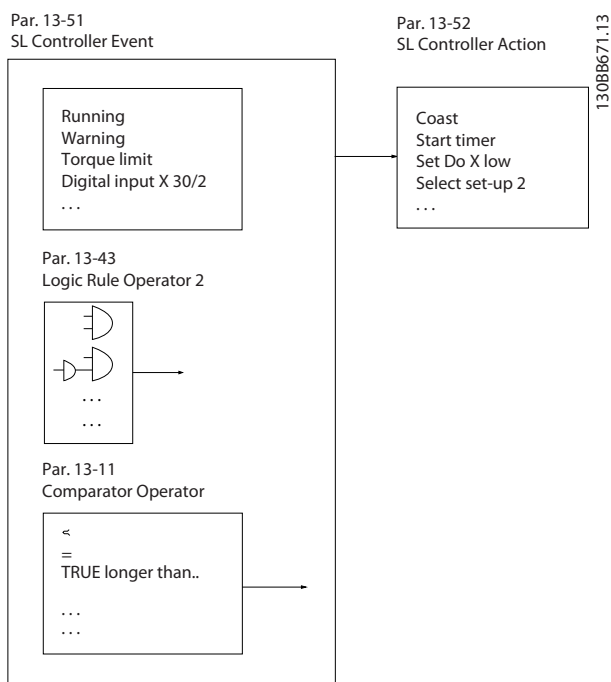 Par. 13-51
SL Controller Event
Par. 13-52
SL Controller Action
130BB671.13
Running
Warning
Torque limit
Digital input X 30/2
. . .
Coast
Start timer
Set Do X low
Select set-up 2
. . .
Par. 13-43
Logic Rule Operator 2
. . .
. . .
Par. 13-11
Comparator Operator
=
TRUE longer than..
. . .
. . .